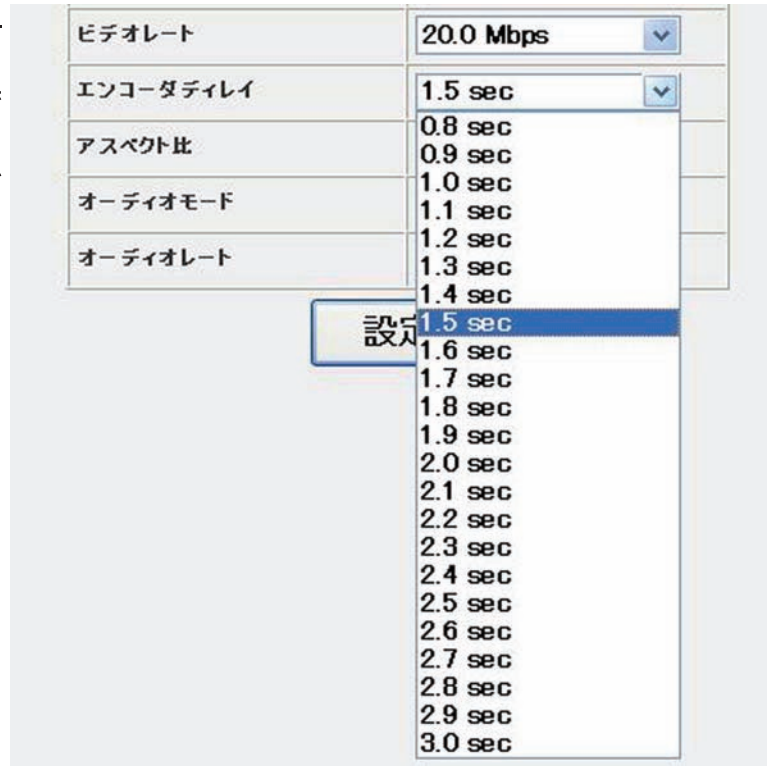 ビデオレート 20.0 Mbps
エンコーダディレイ 1.5 sec
アスペクト比
オーディオモード
オーディオレート
0.8 sec
0.9 sec
1.0 sec
1.1 sec
1.2 sec
1.3 sec
1.4 sec
1.5 sec
1.6 sec
1.7 sec
1.8 sec
1.9 sec
2.0 sec
2.1 sec
2.2 sec
2.3 sec
2.4 sec
2.5 sec
2.6 sec
2.7 sec
2.8 sec
2.9 sec
3.0 sec
設定